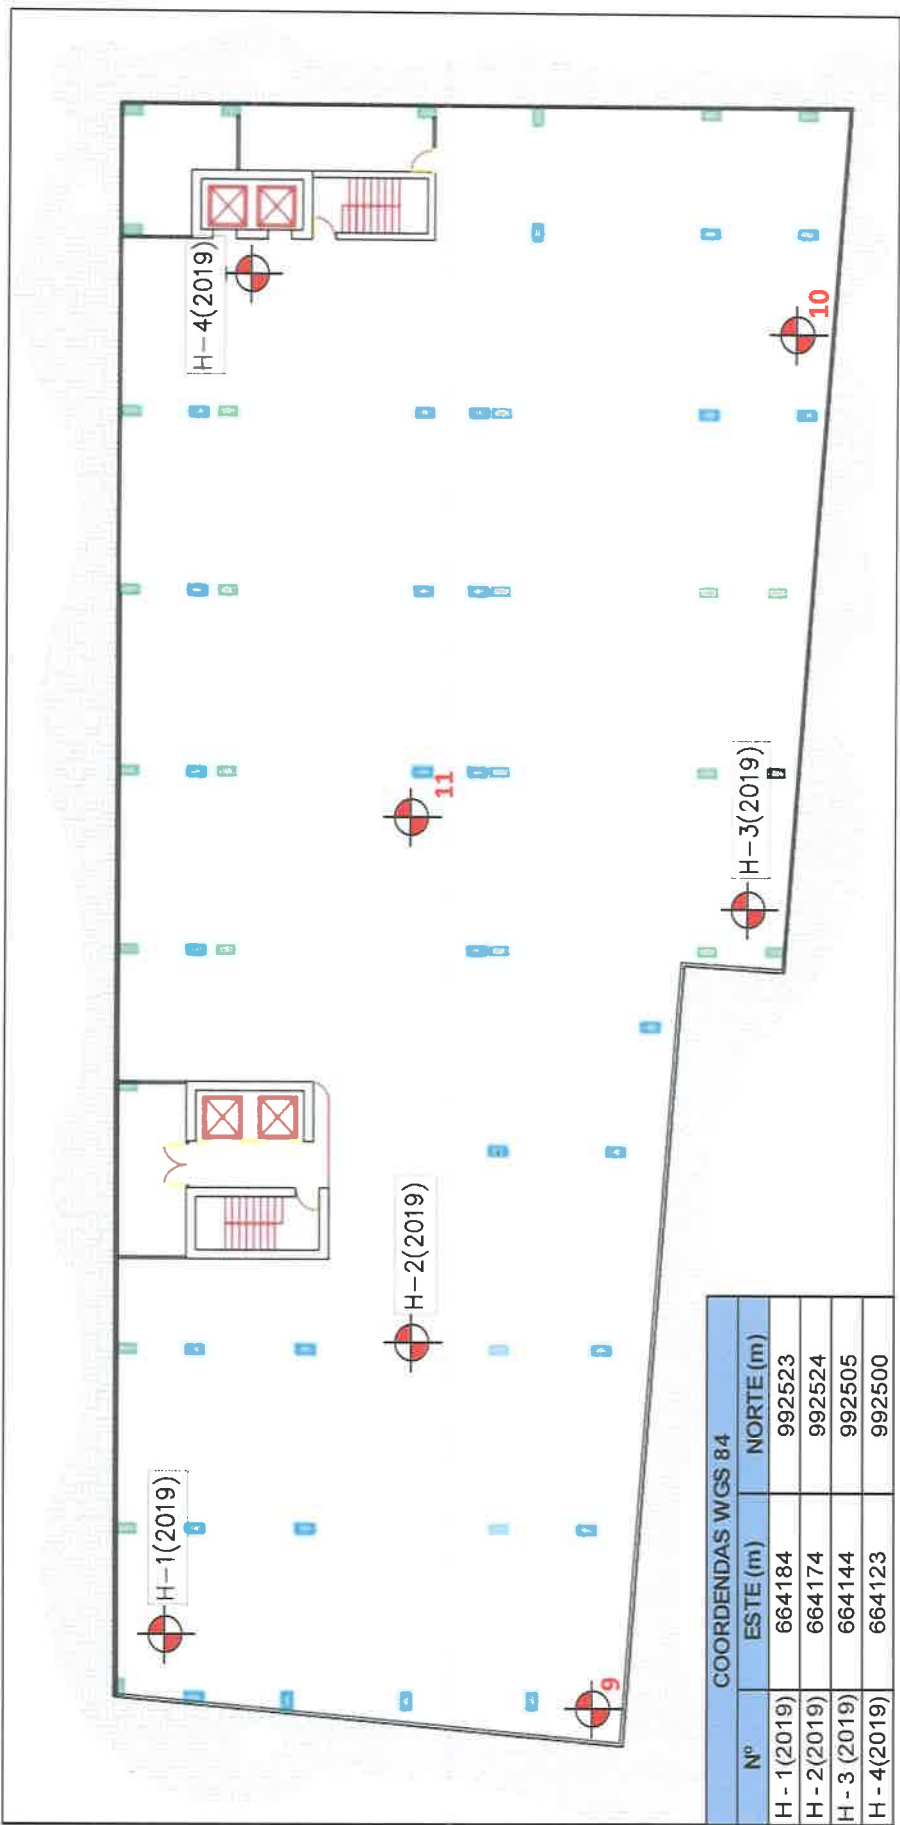 H-4(2019)
10
11
H-3(2019)
H-2(2019)
H-1(2019)
9
COORDENDAS WGS 84
Nº ESTE (m) NORTE (m)
H - 1(2019) 664184 992523
H - 2(2019) 664174 992524
H - 3 (2019) 664144 992505
H - 4(2019) 664123 992500